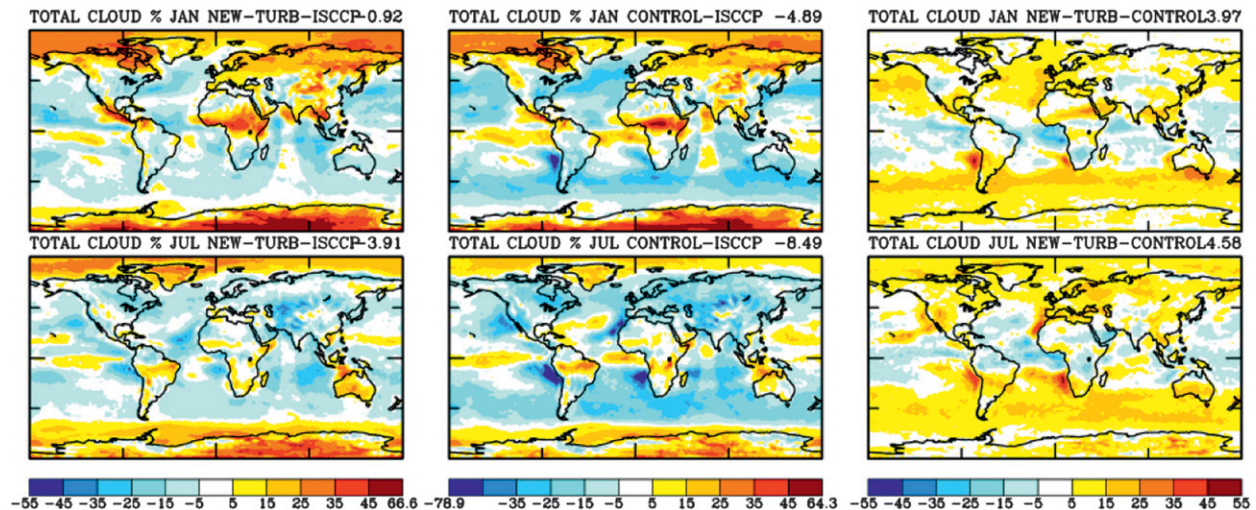 TOTAL CLOUD % JAN NEW-TURB-ISCCP-0.92
TOTAL CLOUD % JAN CONTROL-ISCCP -4.89
TOTAL CLOUD JAN NEW-TURB-CONTROL3.97
TOTAL CLOUD % JUL NEW-TURB-ISCCP-3.91
TOTAL CLOUD % JUL CONTROL-ISCCP -8.49
TOTAL CLOUD JUL NEW-TURB-CONTROL4.58
-55 -45 -35 -25 -15 -5 5 15 25 35 45 66.6
-78.9 -45 -35 -25 -15 -5 5 15 25 35 45 64.3
-55 -45 -35 -25 -15 -5 5 15 25 35 45 55